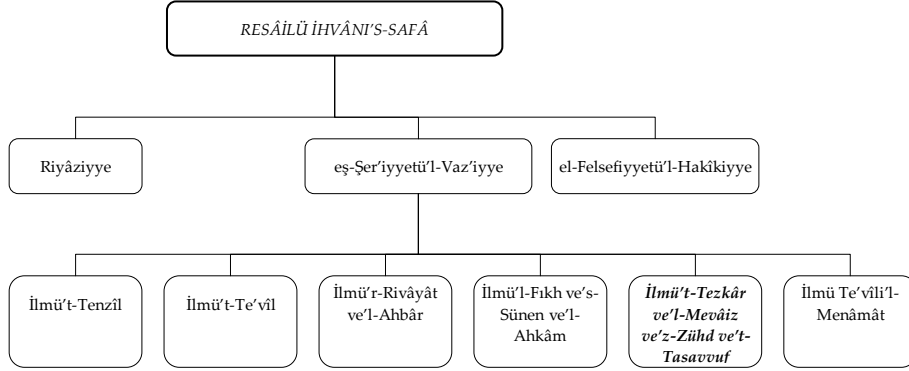 RESÂİLÜ İHVÂNI'S-SAFÂ
Riyâziyye
eş-Şer'iyyetü'l-Vaz'iyye
el-Felsefiyyetü'l-Hakîkiyye
İlmü't-Tenzîl
İlmü't-Te'vîl
İlmü'r-Rivâyât
ve'l-Ahbâr
İlmü'l-Fıkh ve's-
Sünen ve'l-
Ahkâm
İlmü't-Tezkâr
ve'l-Mevâiz
ve'z-Zühd ve't-
Tasavvuf
İlmü Te'vîli'l-
Menâmât